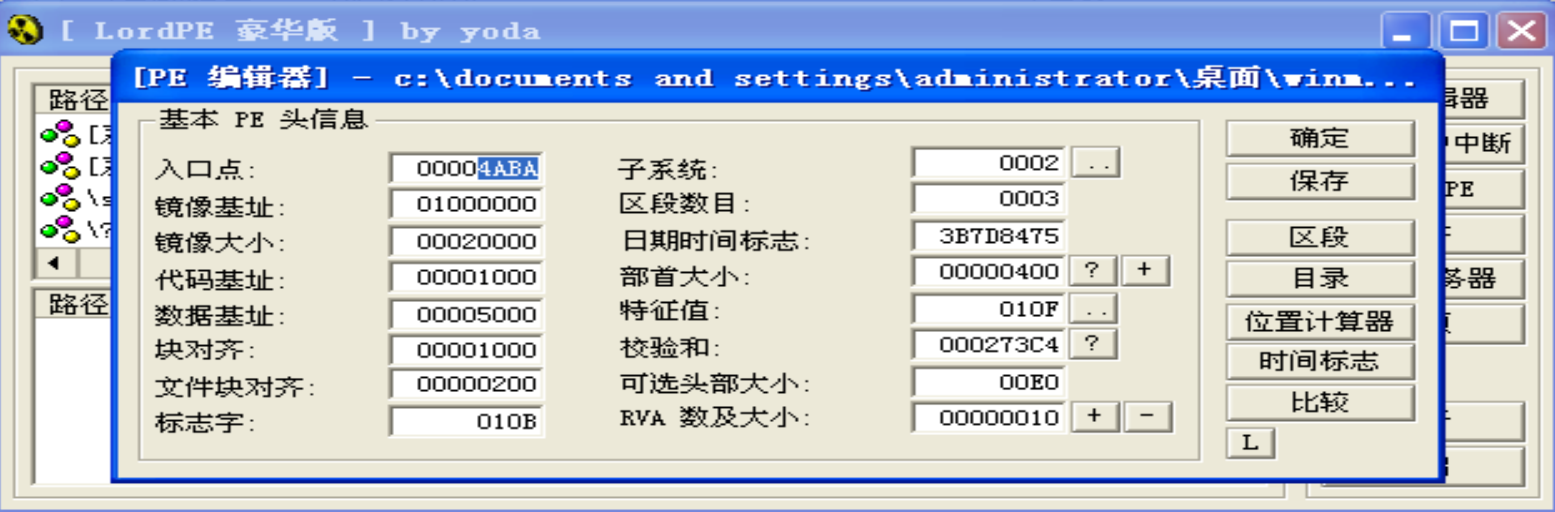 [ LordPE 豪华版 ] by yoda
[PE 编辑器] - c:\documents and settings\administrator\桌面\winm...
路径
路径
基本 PE 头信息
入口点: 00004ABA
镜像基址: 01000000
镜像大小: 00020000
代码基址: 00001000
数据基址: 00005000
块对齐: 00001000
文件块对齐: 00000200
标志字: 010B
子系统: 0002 ..
区段数目: 0003
日期时间标志: 3B7D8475
部首大小: 00000400 ? +
特征值: 010F ..
校验和: 000273C4 ?
可选头部大小: 00E0
RVA 数及大小: 00000010 + -
确定
保存
区段
目录
位置计算器
时间标志
比较
L
辑器
中断
PE
务器